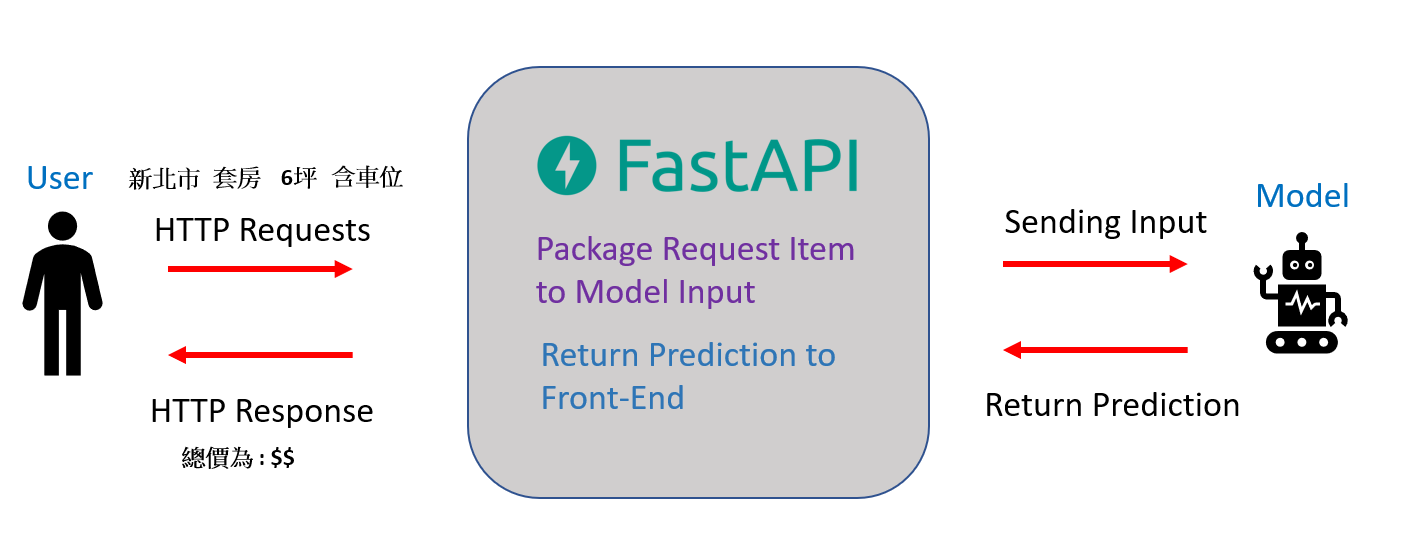 User
新北市 套房 6坪 含車位
HTTP Requests
HTTP Response
總價為:$$
FastAPI
Package Request Item
to Model Input
Return Prediction to
Front-End
Sending Input
Return Prediction
Model